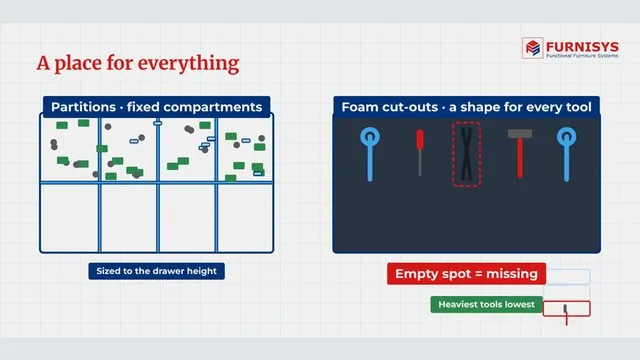 FURNISYS
Functional Furniture Systems
A place for everything
Partitions · fixed compartments
Foam cut-outs · a shape for every tool
Sized to the drawer height
Empty spot = missing
Heaviest tools lowest